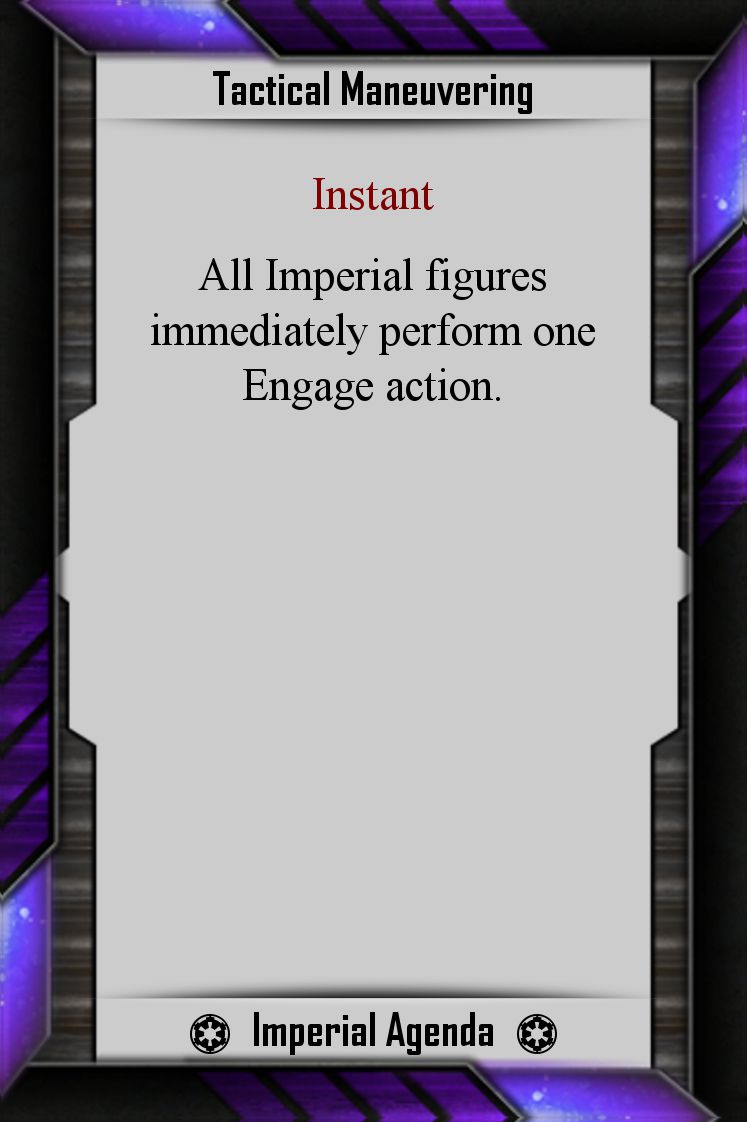 Tactical Maneuvering
Instant
All Imperial figures
immediately perform one
Engage action.
Imperial Agenda